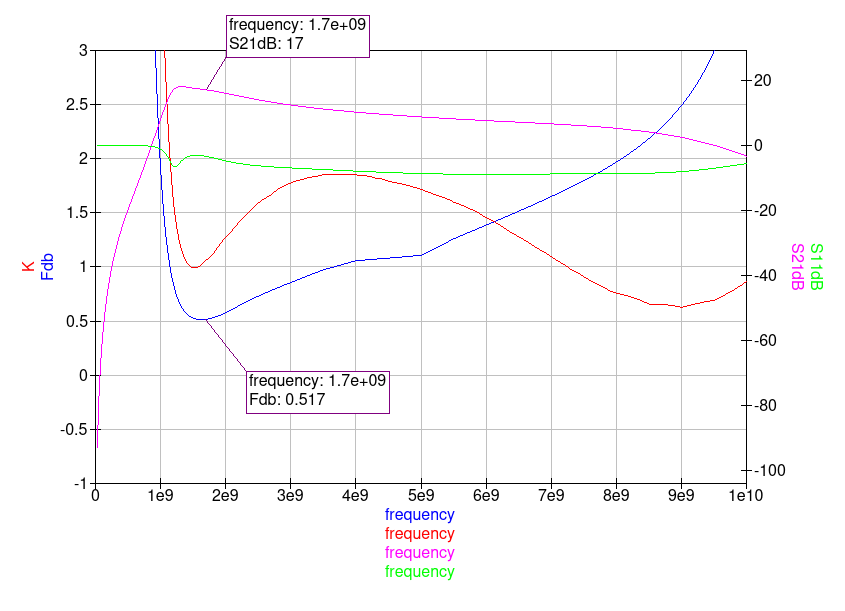 frequency: 1.7e+09
S21dB: 17
3
2.5
2
1.5
1
0.5
0
-0.5
-1
K
Fdb
20
0
-20
-40
-60
-80
-100
S11dB
S21dB
frequency: 1.7e+09
Fdb: 0.517
0
1e9
2e9
3e9
4e9
5e9
6e9
7e9
8e9
9e9
1e10
frequency
frequency
frequency
frequency